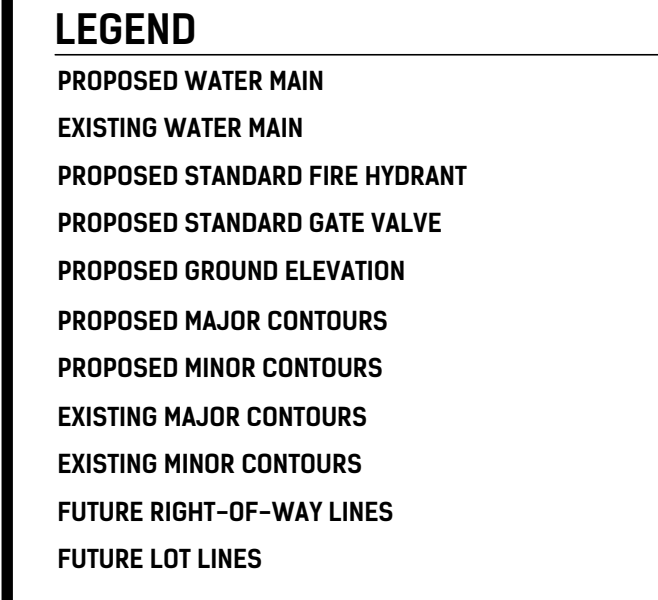 LEGEND
PROPOSED WATER MAIN
EXISTING WATER MAIN
PROPOSED STANDARD FIRE HYDRANT
PROPOSED STANDARD GATE VALVE
PROPOSED GROUND ELEVATION
PROPOSED MAJOR CONTOURS
PROPOSED MINOR CONTOURS
EXISTING MAJOR CONTOURS
EXISTING MINOR CONTOURS
FUTURE RIGHT-OF-WAY LINES
FUTURE LOT LINES